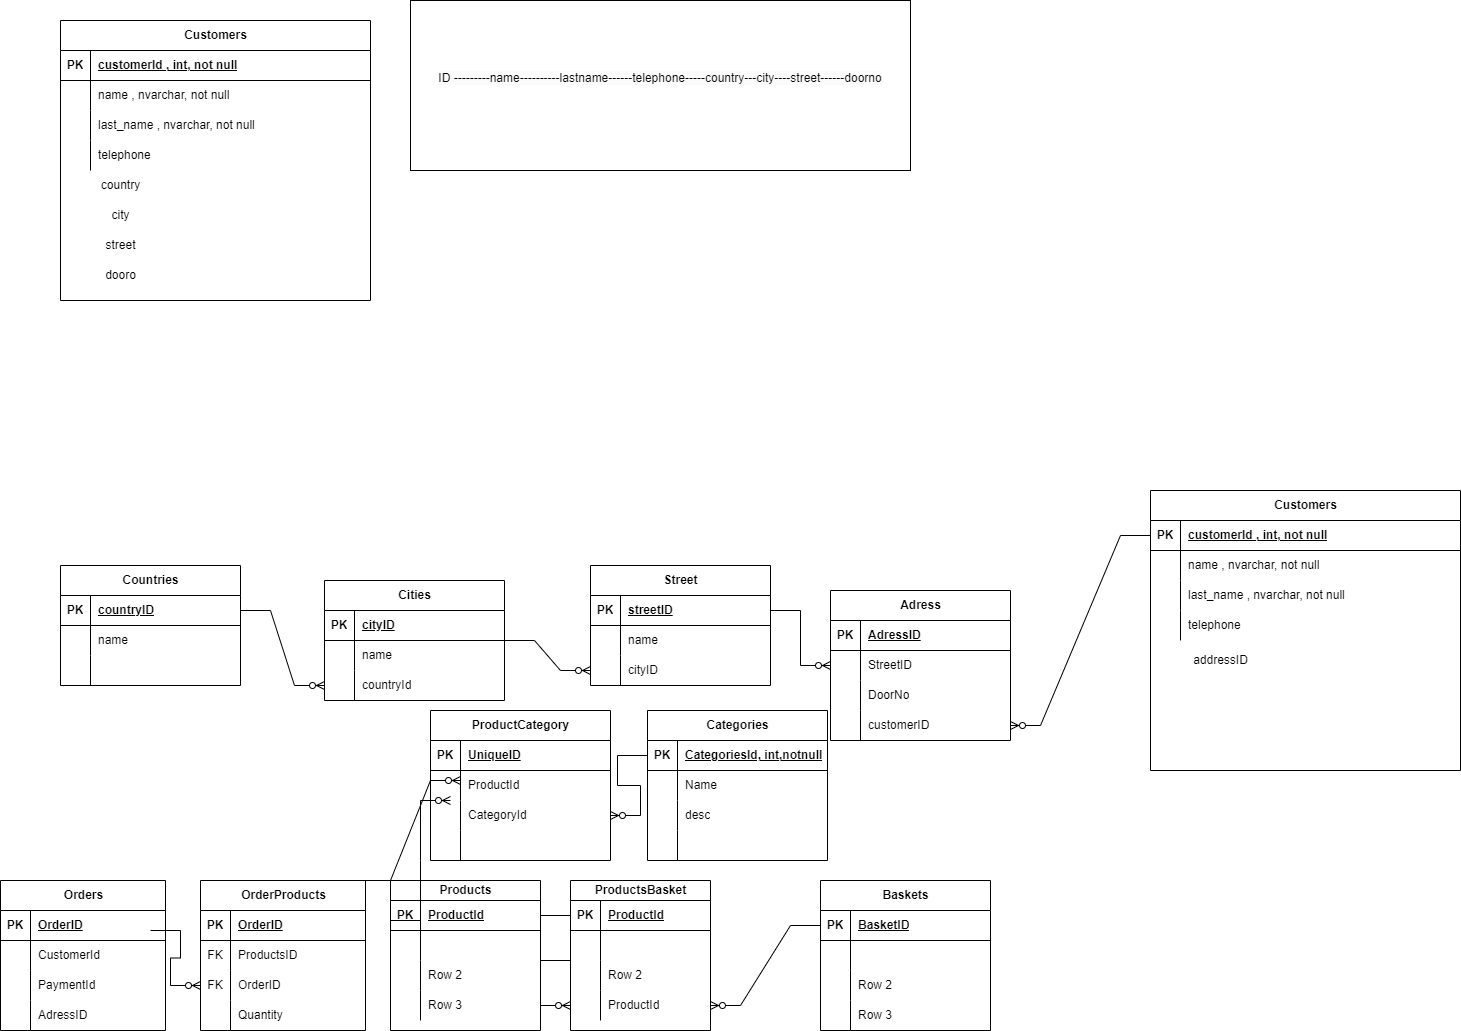 Customers
PK customerId , int, not null
name , nvarchar, not null
last_name , nvarchar, not null
telephone
country
city
street
dooro
ID ---------name----------lastname------telephone-----country---city----street------doorno
Customers
PK customerId , int, not null
name , nvarchar, not null
last_name , nvarchar, not null
telephone
addressID
Countries
PK countryID
name
Cities
PK cityID
name
countryId
Street
PK streetID
name
cityID
Adress
PK AdressID
StreetID
DoorNo
customerID
ProductCategory
PK UniqueID
ProductId
CategoryId
Categories
PK CategoriesId, int,notnull
Name
desc
Orders
PK OrderID
CustomerId
PaymentId
AdressID
OrderProducts
PK OrderID
FK ProductsID
FK OrderID
Quantity
Products
PK ProductId
Row 2
Row 3
ProductsBasket
PK ProductId
Row 2
ProductId
Baskets
PK BasketID
Row 2
Row 3